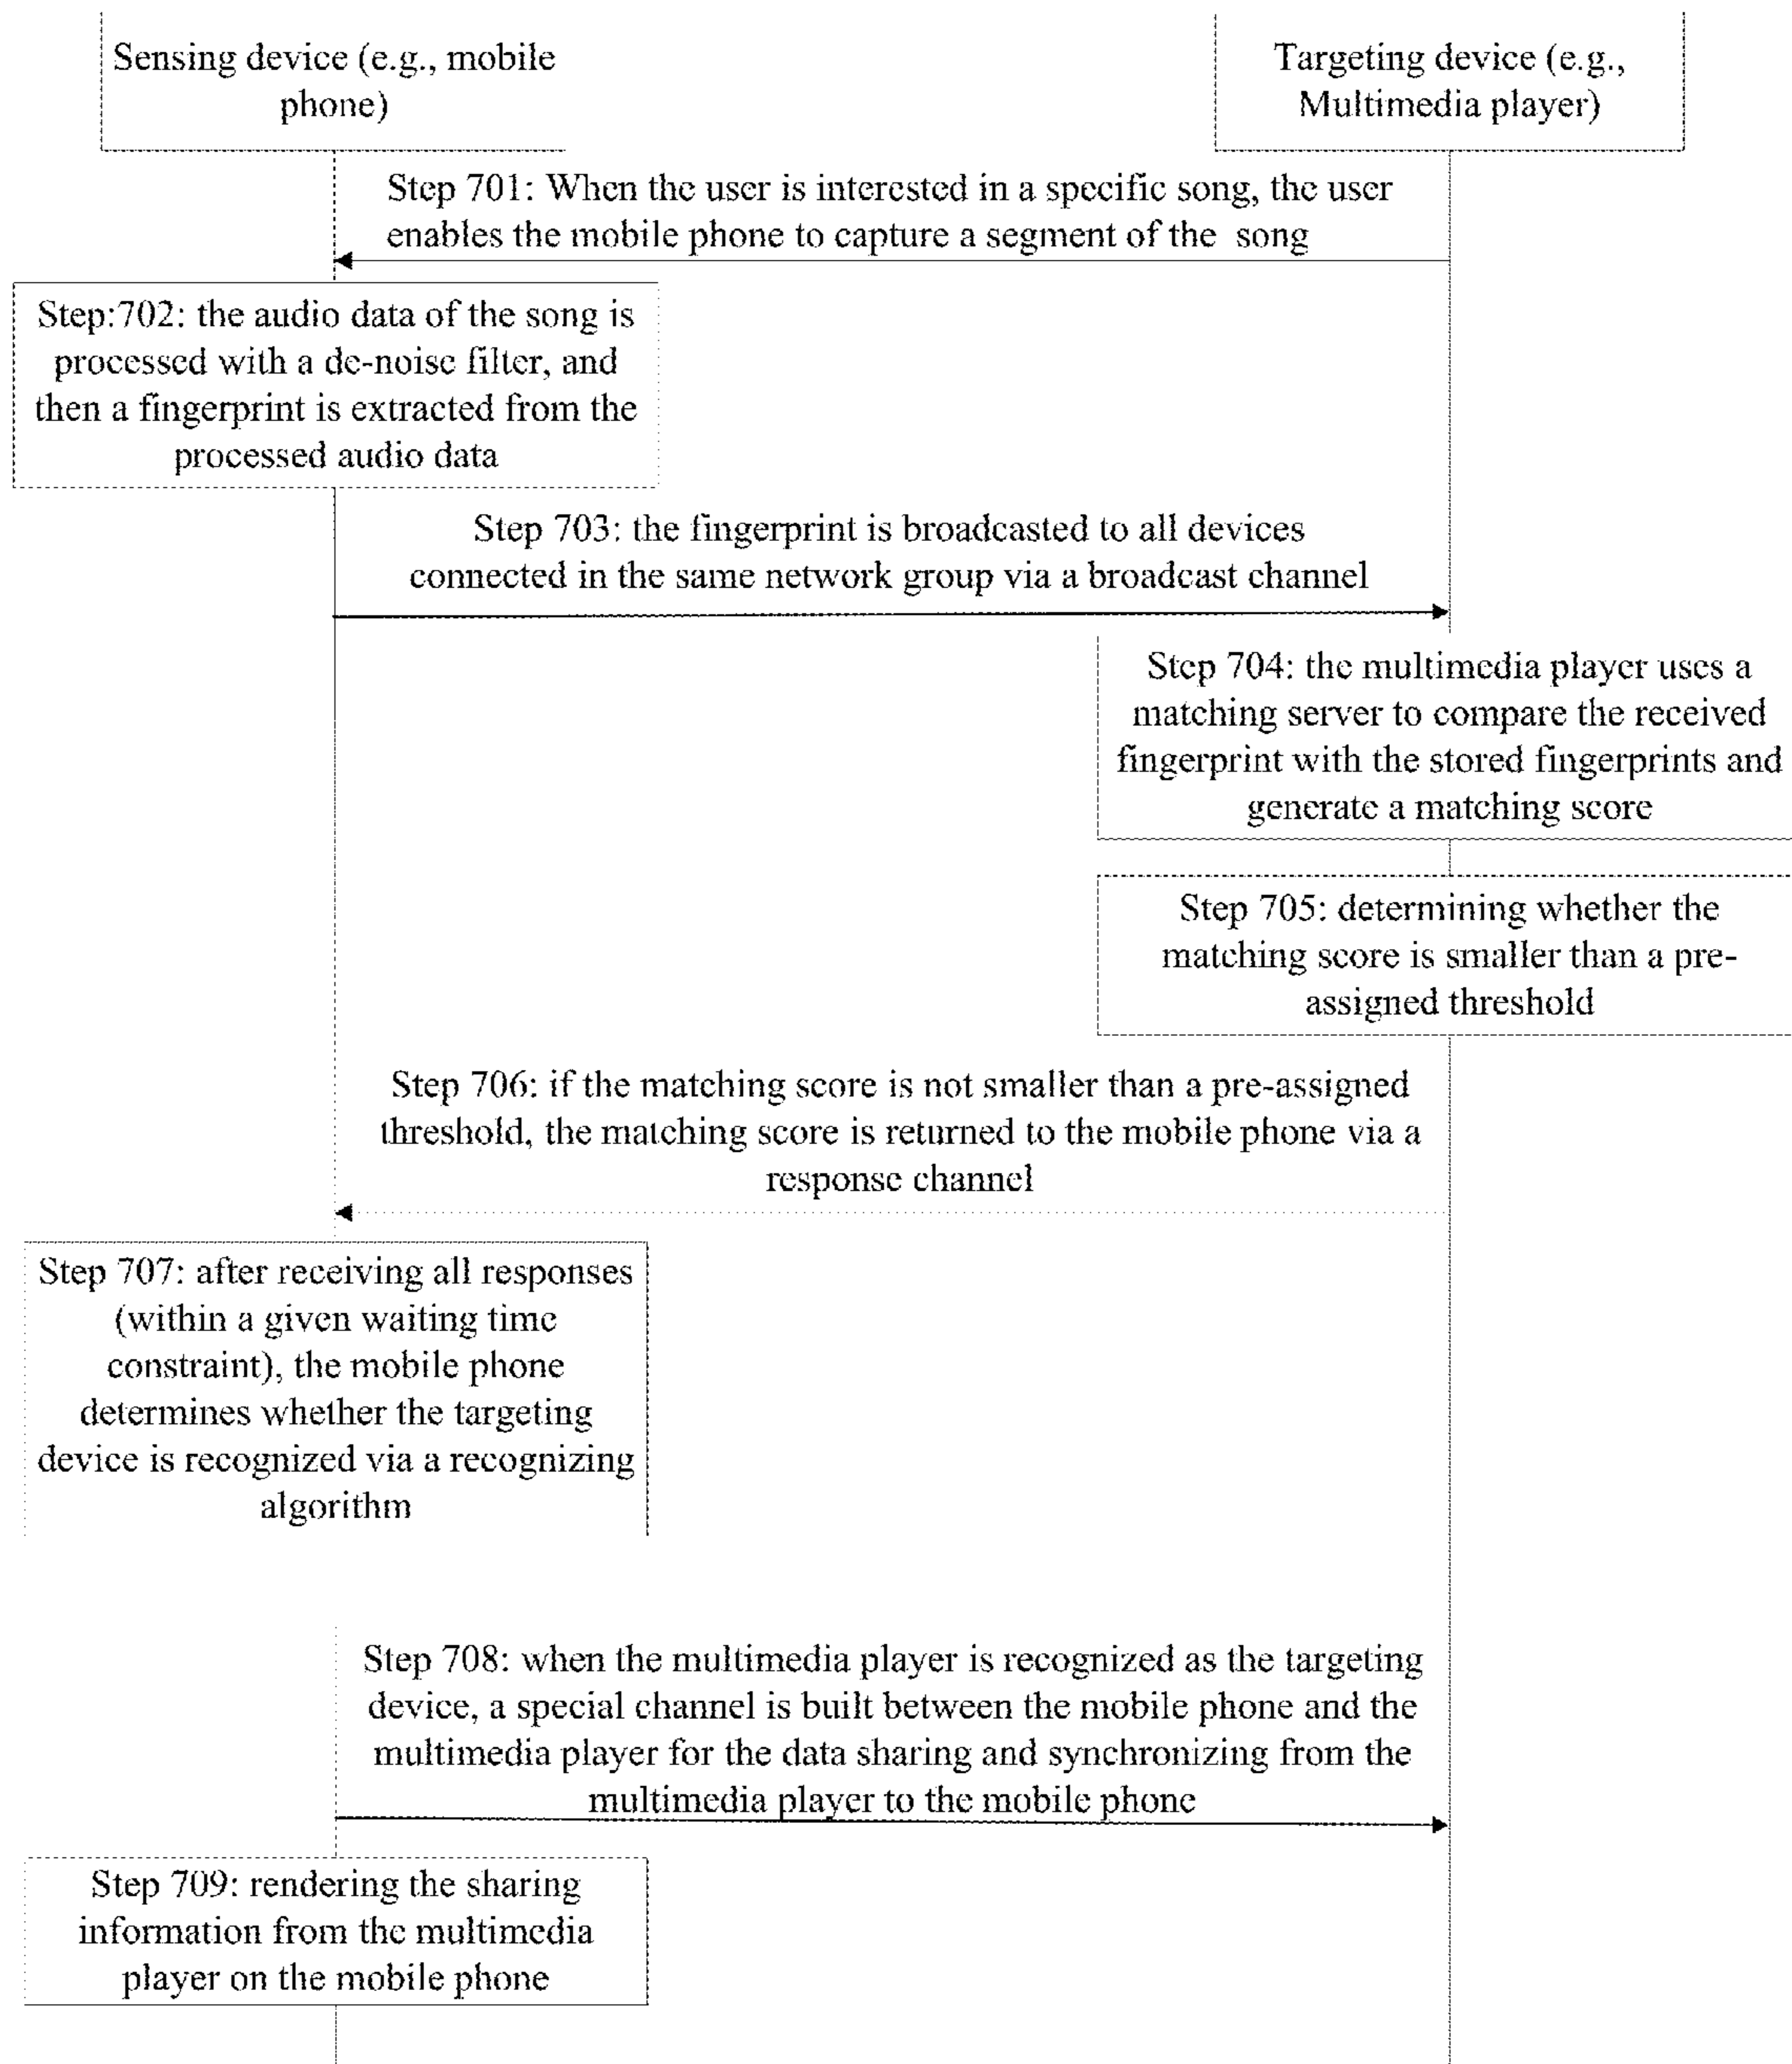 Sensing device (e.g., mobile
phone)
Targeting device (e.g.,
Multimedia player)
Step 701: When the user is interested in a specific song, the user
enables the mobile phone to capture a segment of the song
Step:702: the audio data of the song is
processed with a de-noise filter, and
then a fingerprint is extracted from the
processed audio data
Step 703: the fingerprint is broadcasted to all devices
connected in the same network group via a broadcast channel
Step 704: the multimedia player uses a
matching server to compare the received
fingerprint with the stored fingerprints and
generate a matching score
Step 705: determining whether the
matching score is smaller than a pre-
assigned threshold
Step 706: if the matching score is not smaller than a pre-assigned
threshold, the matching score is returned to the mobile phone via a
response channel
Step 707: after receiving all responses
(within a given waiting time
constraint), the mobile phone
determines whether the targeting
device is recognized via a recognizing
algorithm
Step 708: when the multimedia player is recognized as the targeting
device, a special channel is built between the mobile phone and the
multimedia player for the data sharing and synchronizing from the
multimedia player to the mobile phone
Step 709: rendering the sharing
information from the multimedia
player on the mobile phone